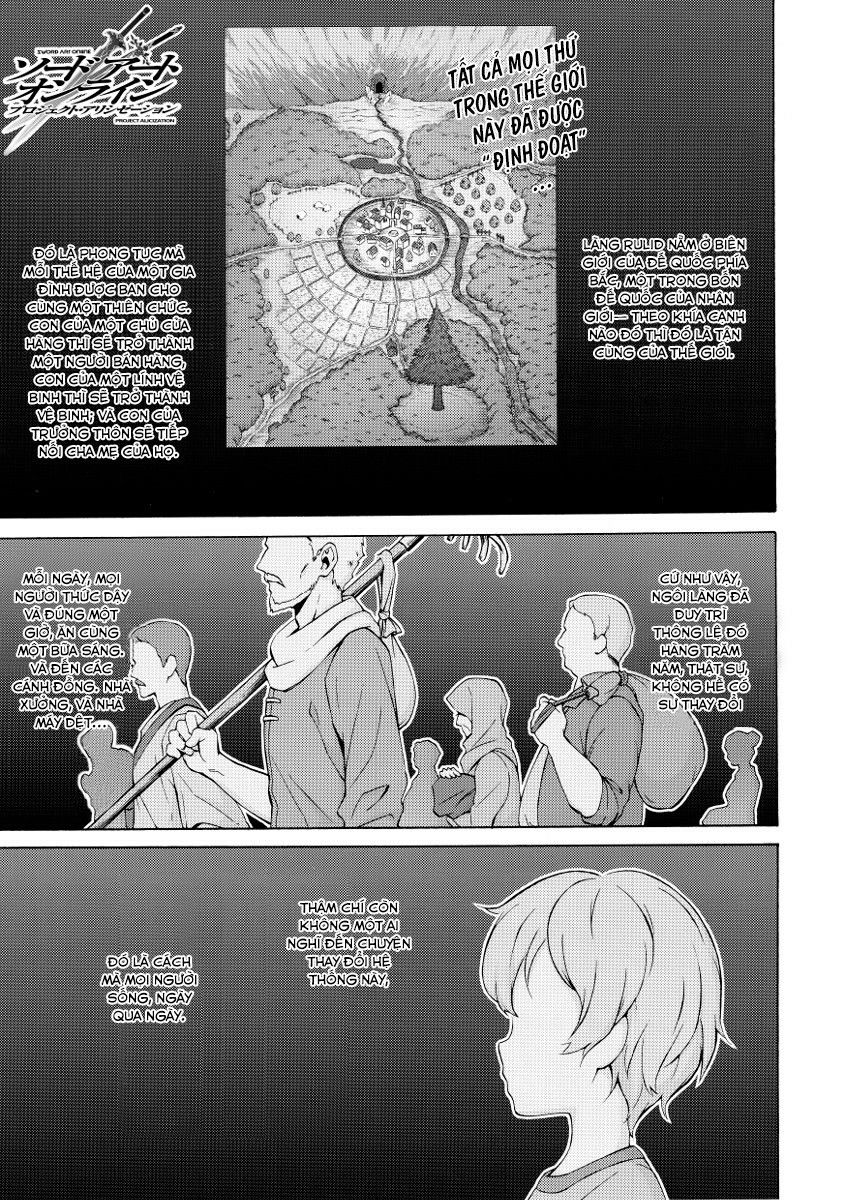 SWORD ART ONLINE
ソードアート
オンライン
プロジェクト・アリシゼーション
PROJECT ALICIZATION
TẤT CẢ MỌI THỨ
TRONG THẾ GIỚI
NÀY ĐÃ ĐƯỢC
“ĐỊNH ĐOẠT”
...
LÀNG RULID NẰM Ở BIÊN
GIỚI CỦA ĐẾ QUỐC PHÍA
BẮC, MỘT TRONG BỐN
ĐẾ QUỐC CỦA NHÂN
GIỚI— THEO KHÍA CẠNH
NÀO ĐÓ THÌ ĐÓ LÀ TẬN
CÙNG CỦA THẾ GIỚI.
ĐÓ LÀ PHONG TỤC MÀ
MỖI THẾ HỆ CỦA MỘT GIA
ĐÌNH ĐƯỢC BAN CHO
CÙNG MỘT THIÊN CHỨC.
CON CỦA MỘT CHỦ CỬA
HÀNG THÌ SẼ TRỞ THÀNH
MỘT NGƯỜI BÁN HÀNG,
CON CỦA MỘT LÍNH VỆ
BINH THÌ SẼ TRỞ THÀNH
VỆ BINH; VÀ CON CỦA
TRƯỞNG THÔN SẼ TIẾP
NỐI CHA MẸ CỦA HỌ.
CỨ NHƯ VẬY,
NGÔI LÀNG ĐÃ
DUY TRÌ
THÔNG LỆ ĐÓ
HÀNG TRĂM
NĂM, THẬT SỰ,
KHÔNG HỀ CÓ
SỰ THAY ĐỔI
MỖI NGÀY, MỌI
NGƯỜI THỨC DẬY
VÀ ĐÚNG MỘT
GIỜ, ĂN CÙNG
MỘT BỮA SÁNG.
VÀ ĐẾN CÁC
CÁNH ĐỒNG. NHÀ
XƯỞNG, VÀ NHÀ
MÁY DỆT....
THẬM CHÍ CÒN
KHÔNG MỘT AI
NGHĨ ĐẾN CHUYỆN
THAY ĐỔI HỆ
THỐNG NÀY;
ĐÓ LÀ CÁCH
MÀ MỌI NGƯỜI
SỐNG, NGÀY
QUA NGÀY.